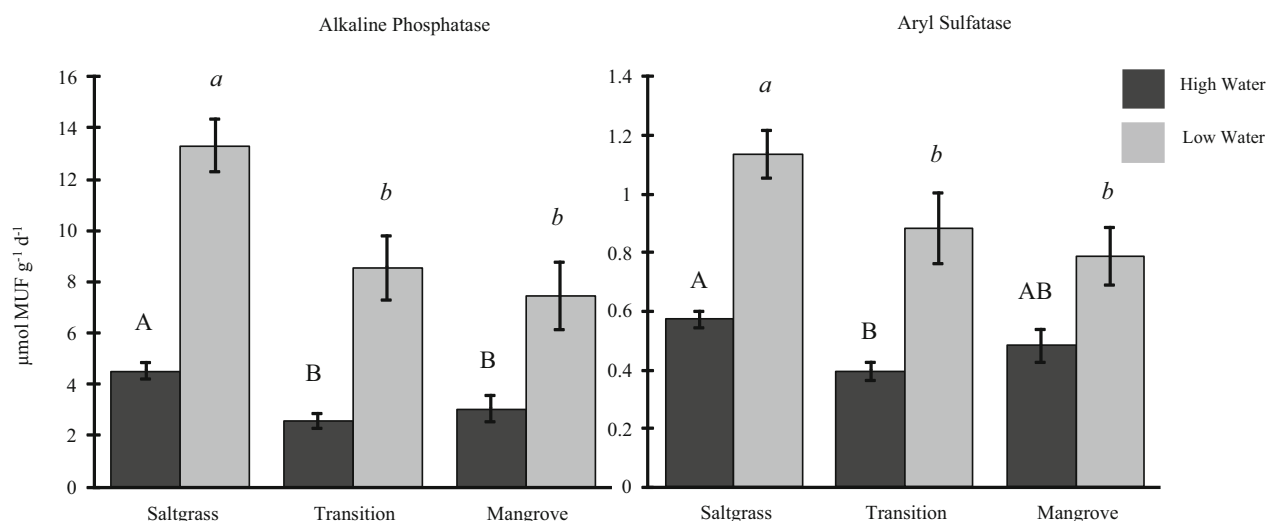 Alkaline Phosphatase
Aryl Sulfatase
High Water
Low Water
µmol MUF g-1 d-1
16
14
12
10
8
6
4
2
0
a
b
b
A
B
B
Saltgrass Transition Mangrove
1.4
1.2
1
0.8
0.6
0.4
0.2
0
a
b
b
A
B
AB
Saltgrass Transition Mangrove